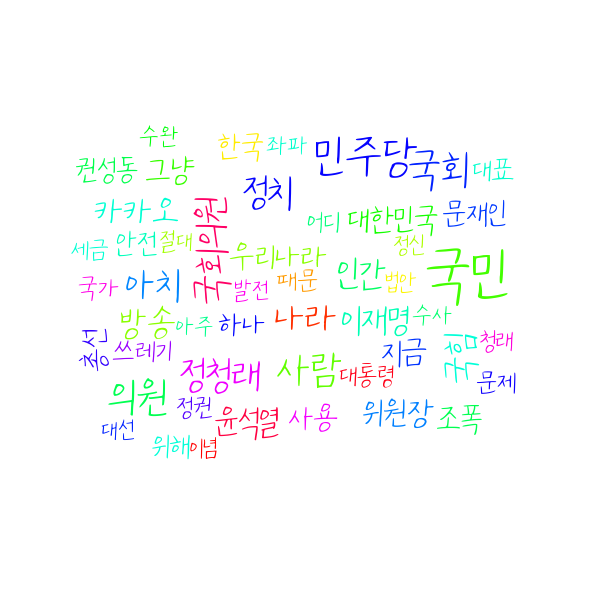 수완
한국 좌파 민주당 국회 대표
권성동 그냥 정치
카카오 국회의원 어디 대한민국 문재인
세금 안전 절대 우리나라 정신
국가 아치 발전 때문 인간 법안 국민
방송 아주 하나 나라 이재명 수사
총선 쓰레기 지금 국힘 청래
정청래 사람 대통령 문제
의원 정권
대선 윤석열 사용 위원장 조폭
위해 이념